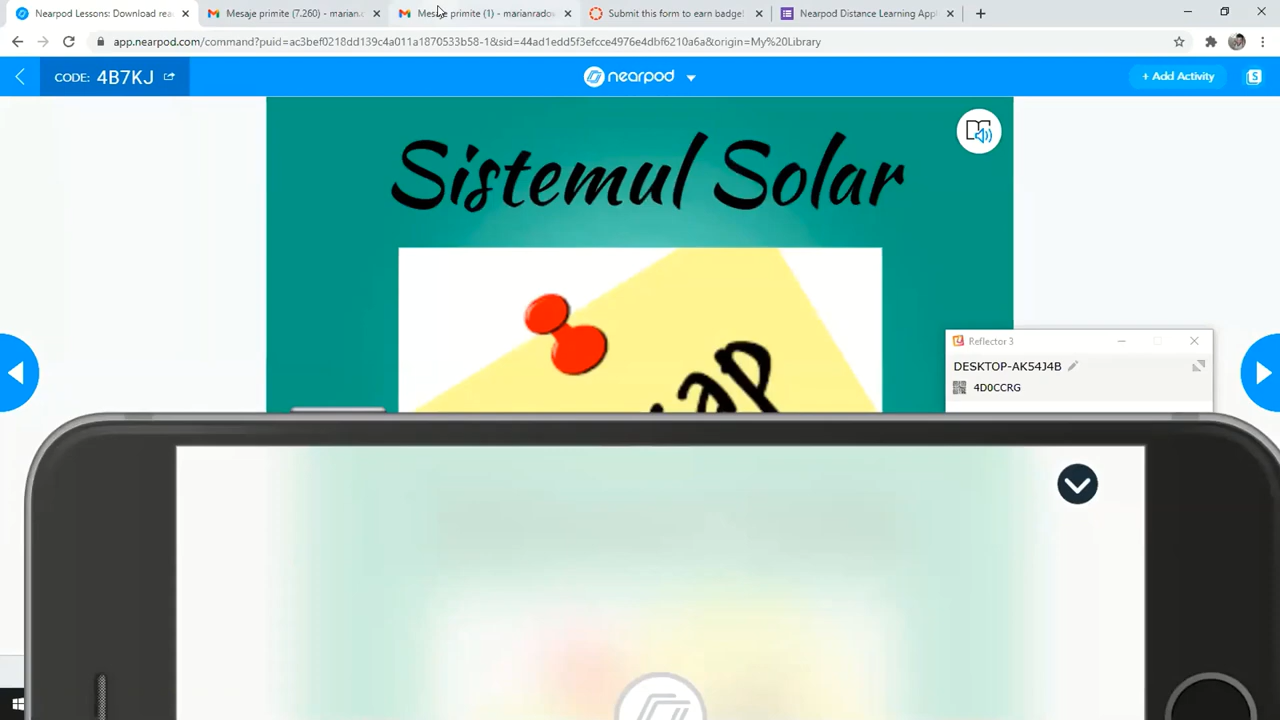 Nearpod Lessons: Download rea
Mesaje primite (7.260) - marian.c
Mesaje primite (1) - marianrado
Submit this form to earn badge!
Nearpod Distance Learning Appl
app.nearpod.com/command?puid=ac3bef0218dd139c4a011a1870533b58-1&sid=44ad1edd5f3efcce4976e4dbf6210a6a&origin=My%20Library
CODE: 4B7KJ
nearpod
+ Add Activity
S
Sistemul Solar
Reflector 3
DESKTOP-AK54J4B
4D0CCRG